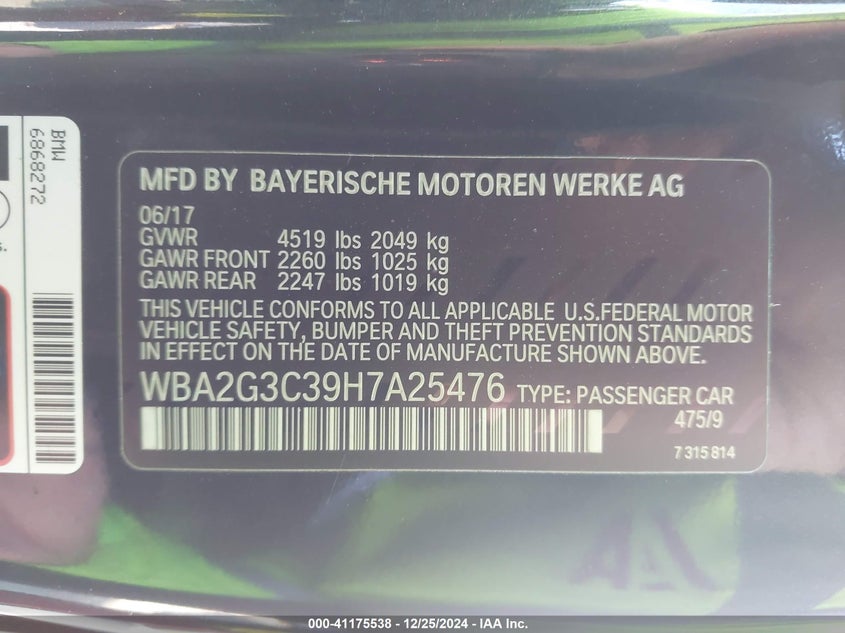 BMW
6868272
s.
MFD BY BAYERISCHE MOTOREN WERKE AG
06/17
GVWR 4519 lbs 2049 kg
GAWR FRONT 2260 lbs 1025 kg
GAWR REAR 2247 lbs 1019 kg
THIS VEHICLE CONFORMS TO ALL APPLICABLE U.S.FEDERAL MOTOR
VEHICLE SAFETY, BUMPER AND THEFT PREVENTION STANDARDS
IN EFFECT ON THE DATE OF MANUFACTURE SHOWN ABOVE.
WBA2G3C39H7A25476 TYPE: PASSENGER CAR
475/9
7 315 814
000-41175538 - 12/25/2024 - IAA Inc.